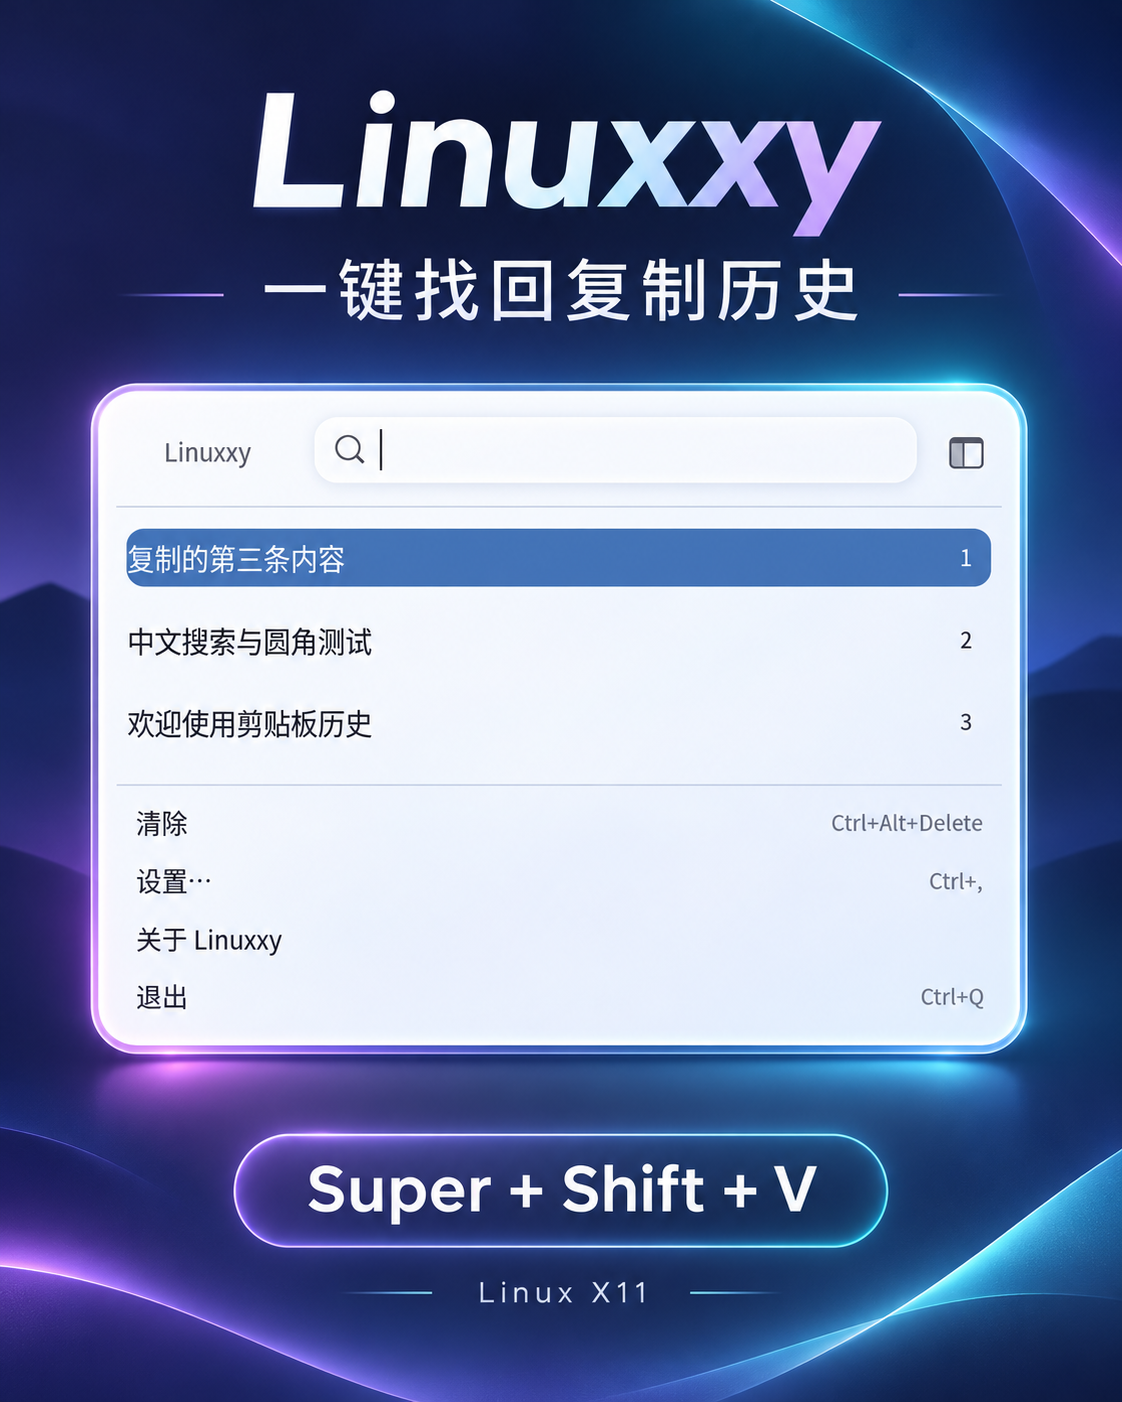 Linuxxy
一键找回复制历史
Linuxxy
复制的第三条内容 1
中文搜索与圆角测试 2
欢迎使用剪贴板历史 3
清除 Ctrl+Alt+Delete
设置… Ctrl+,
关于 Linuxxy
退出 Ctrl+Q
Super + Shift + V
Linux X11